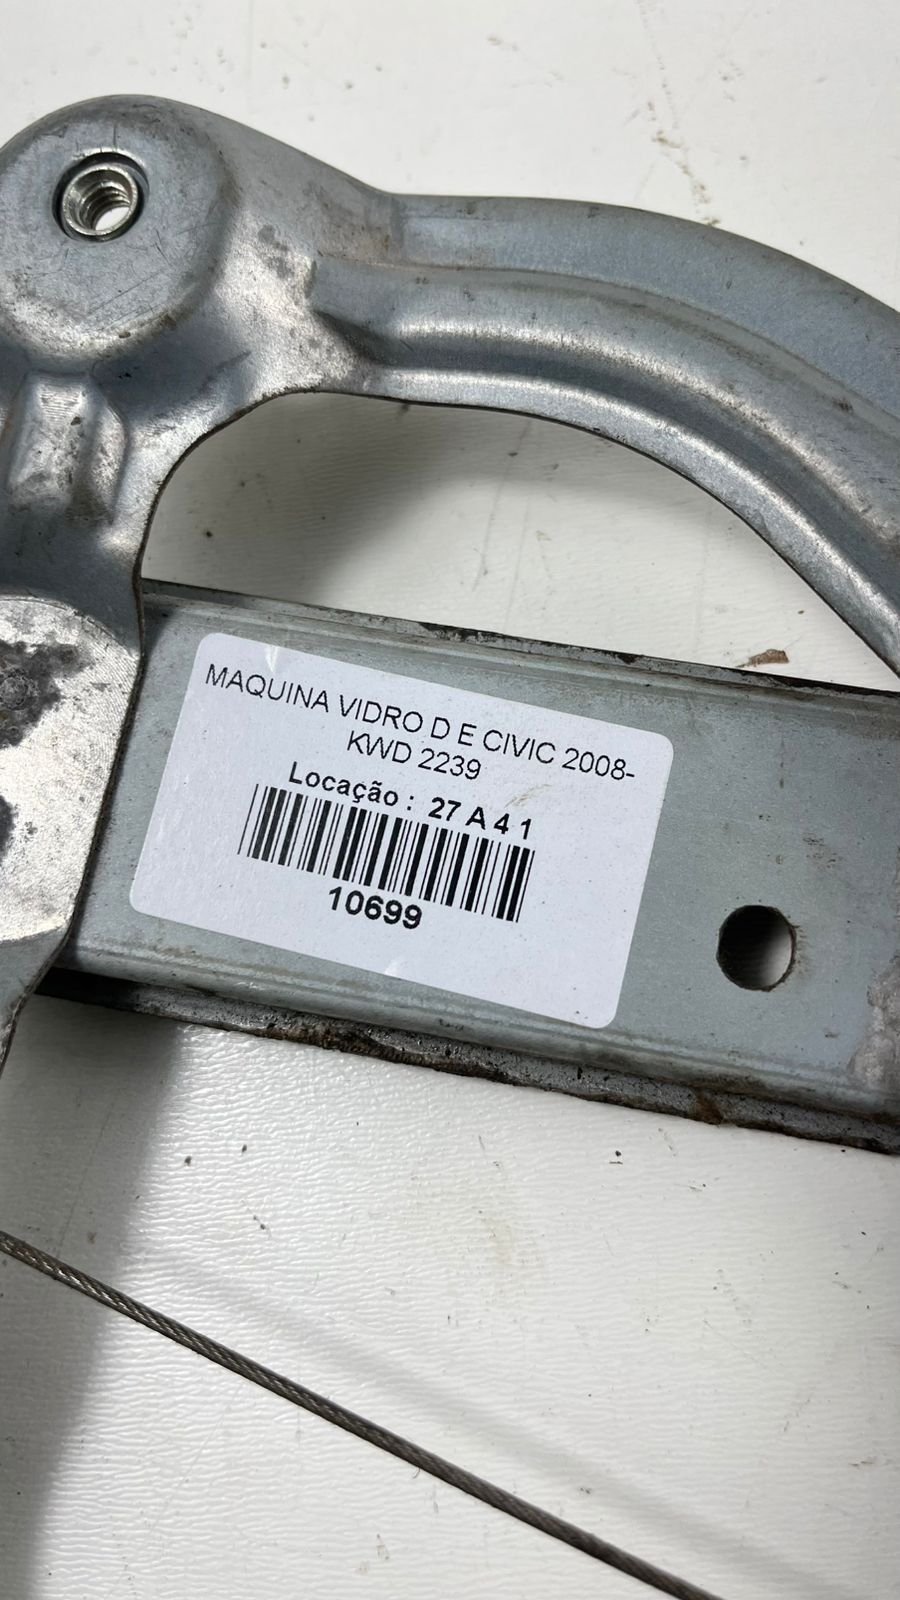 MAQUINA VIDRO D E CIVIC 2008-
KWD 2239
Locação : 27 A 4 1
10699